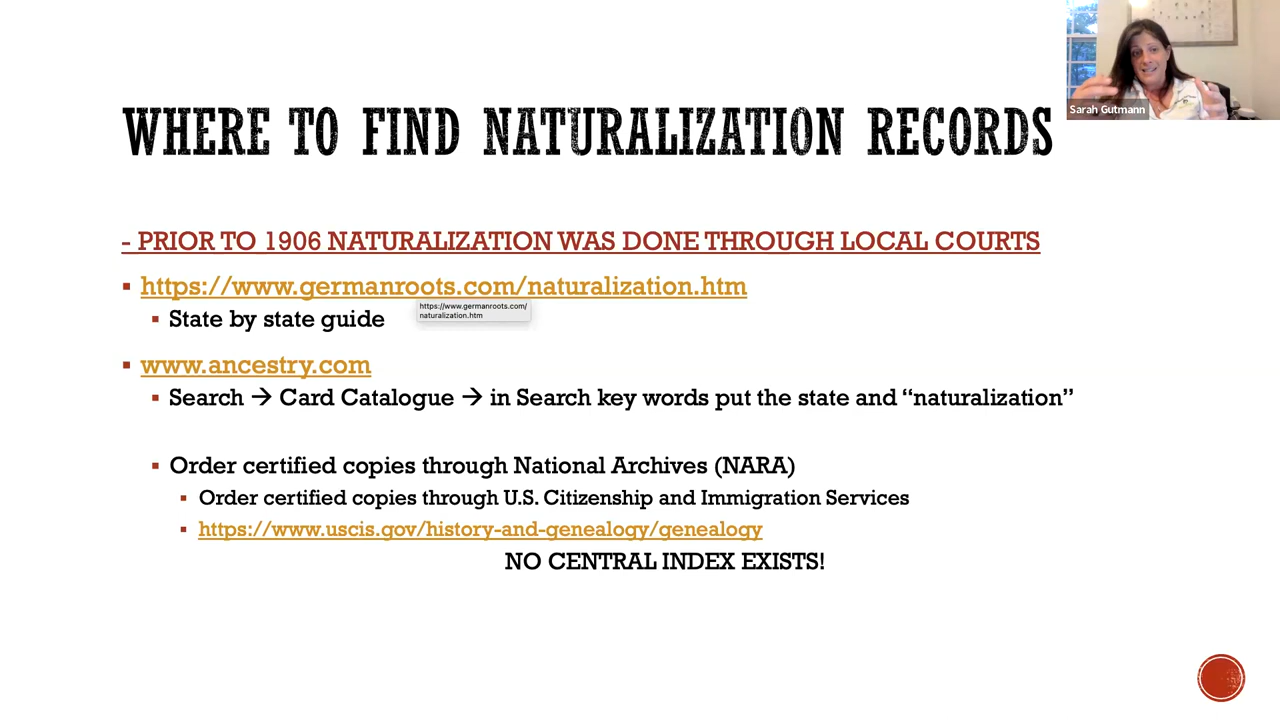 Sarah Gutmann
WHERE TO FIND NATURALIZATION RECORDS
- PRIOR TO 1906 NATURALIZATION WAS DONE THROUGH LOCAL COURTS
▪ https://www.germanroots.com/naturalization.htm
https://www.germanroots.com/
naturalization.htm
▪ State by state guide
▪ www.ancestry.com
▪ Search → Card Catalogue → in Search key words put the state and “naturalization”
▪ Order certified copies through National Archives (NARA)
▪ Order certified copies through U.S. Citizenship and Immigration Services
▪ https://www.uscis.gov/history-and-genealogy/genealogy
NO CENTRAL INDEX EXISTS!